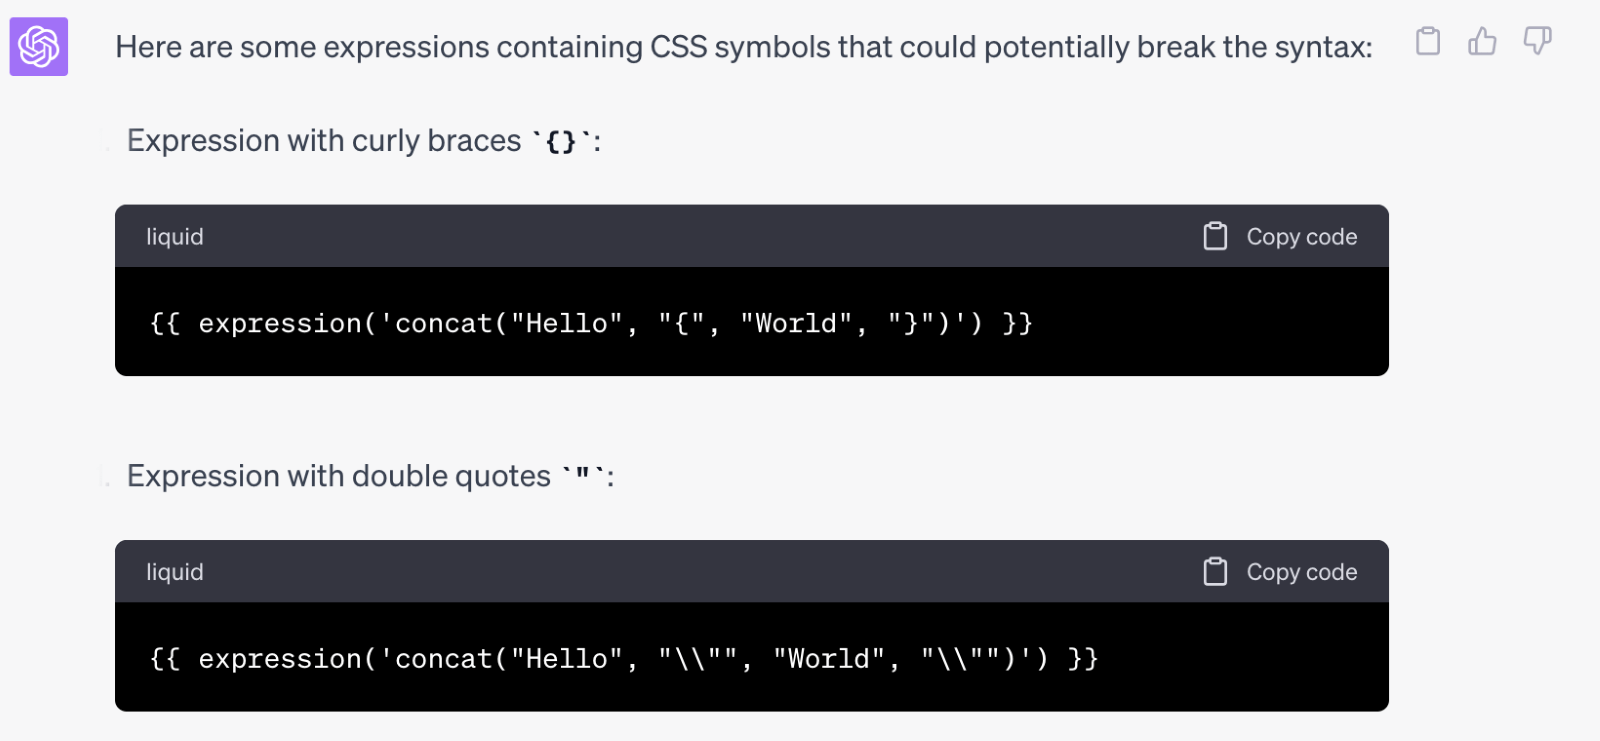 Here are some expressions containing CSS symbols that could potentially break the syntax:
Expression with curly braces `{}`:
liquid Copy code
{{ expression('concat("Hello", "{", "World", "}")') }}
Expression with double quotes `"`:
liquid Copy code
{{ expression('concat("Hello", "\\"", "World", "\\"")') }}